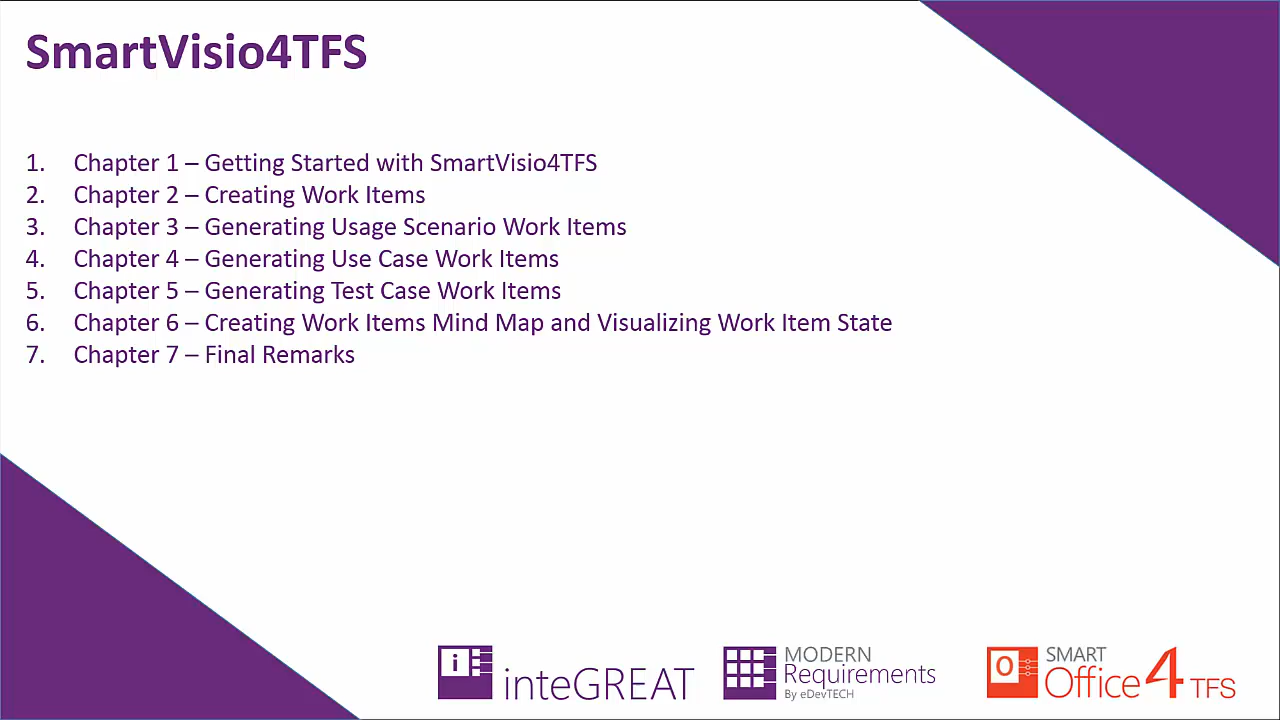 SmartVisio4TFS
1. Chapter 1 – Getting Started with SmartVisio4TFS
2. Chapter 2 – Creating Work Items
3. Chapter 3 – Generating Usage Scenario Work Items
4. Chapter 4 – Generating Use Case Work Items
5. Chapter 5 – Generating Test Case Work Items
6. Chapter 6 – Creating Work Items Mind Map and Visualizing Work Item State
7. Chapter 7 – Final Remarks
i inteGREAT
MODERN
Requirements
By eDevTECH
O
SMART
Office 4 TFS